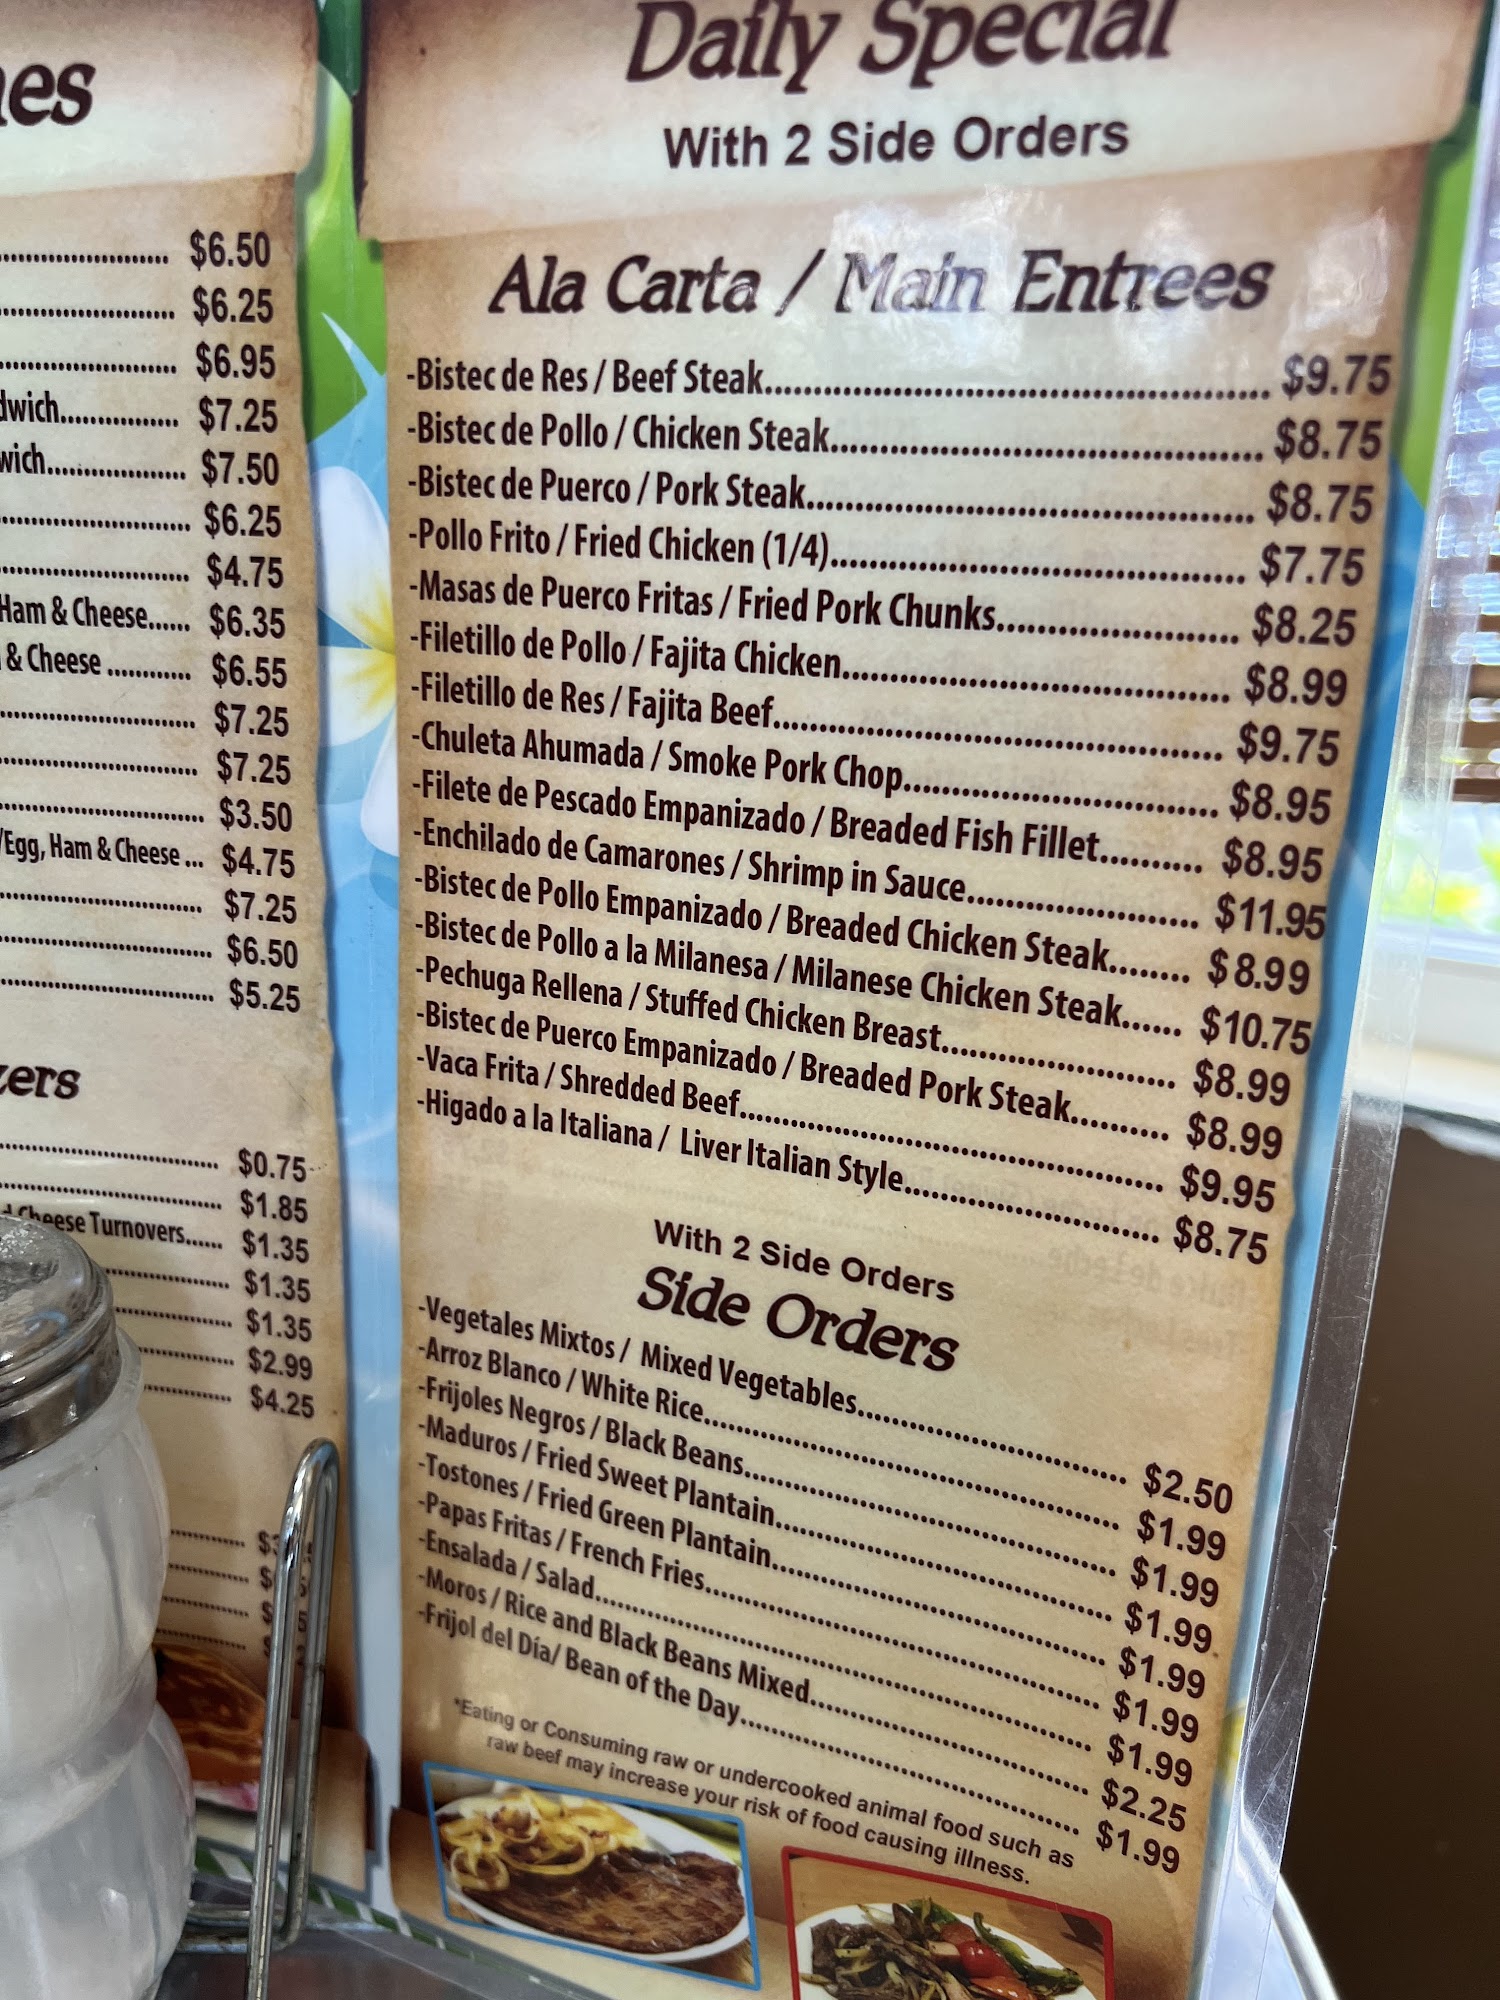 es
$6.50
$6.25
$6.95
dwich............... $7.25
wich................. $7.50
$6.25
$4.75
Ham & Cheese...... $6.35
& Cheese ............ $6.55
$7.25
$7.25
$3.50
/Egg, Ham & Cheese ... $4.75
$7.25
$6.50
$5.25
ers
$0.75
$1.85
Cheese Turnovers...... $1.35
$1.35
$1.35
$2.99
$4.25
Daily Special
With 2 Side Orders
Ala Carta / Main Entrees
-Bistec de Res / Beef Steak.................... $9.75
-Bistec de Pollo / Chicken Steak.................... $8.75
-Bistec de Puerco / Pork Steak.................... $8.75
-Pollo Frito / Fried Chicken (1/4).................... $7.75
-Masas de Puerco Fritas / Fried Pork Chunks.................... $8.25
-Filetillo de Pollo / Fajita Chicken.................... $8.99
-Filetillo de Res / Fajita Beef.................... $9.75
-Chuleta Ahumada / Smoke Pork Chop.................... $8.95
-Filete de Pescado Empanizado / Breaded Fish Fillet.......... $8.95
-Enchilado de Camarones / Shrimp in Sauce.................... $11.95
-Bistec de Pollo Empanizado / Breaded Chicken Steak........ $8.99
-Bistec de Pollo a la Milanesa / Milanese Chicken Steak...... $10.75
-Pechuga Rellena / Stuffed Chicken Breast.................... $8.99
-Bistec de Puerco Empanizado / Breaded Pork Steak.......... $8.99
-Vaca Frita / Shredded Beef.................... $9.95
-Higado a la Italiana / Liver Italian Style.................... $8.75
With 2 Side Orders
Side Orders
-Vegetales Mixtos / Mixed Vegetables.................... $2.50
-Arroz Blanco / White Rice.................... $1.99
-Frijoles Negros / Black Beans.................... $1.99
-Maduros / Fried Sweet Plantain.................... $1.99
-Tostones / Fried Green Plantain.................... $1.99
-Papas Fritas / French Fries.................... $1.99
-Ensalada / Salad.................... $1.99
-Moros / Rice and Black Beans Mixed.................... $2.25
-Frijol del Día/ Bean of the Day.................... $1.99
*Eating or Consuming raw or undercooked animal food such as
raw beef may increase your risk of food causing illness.